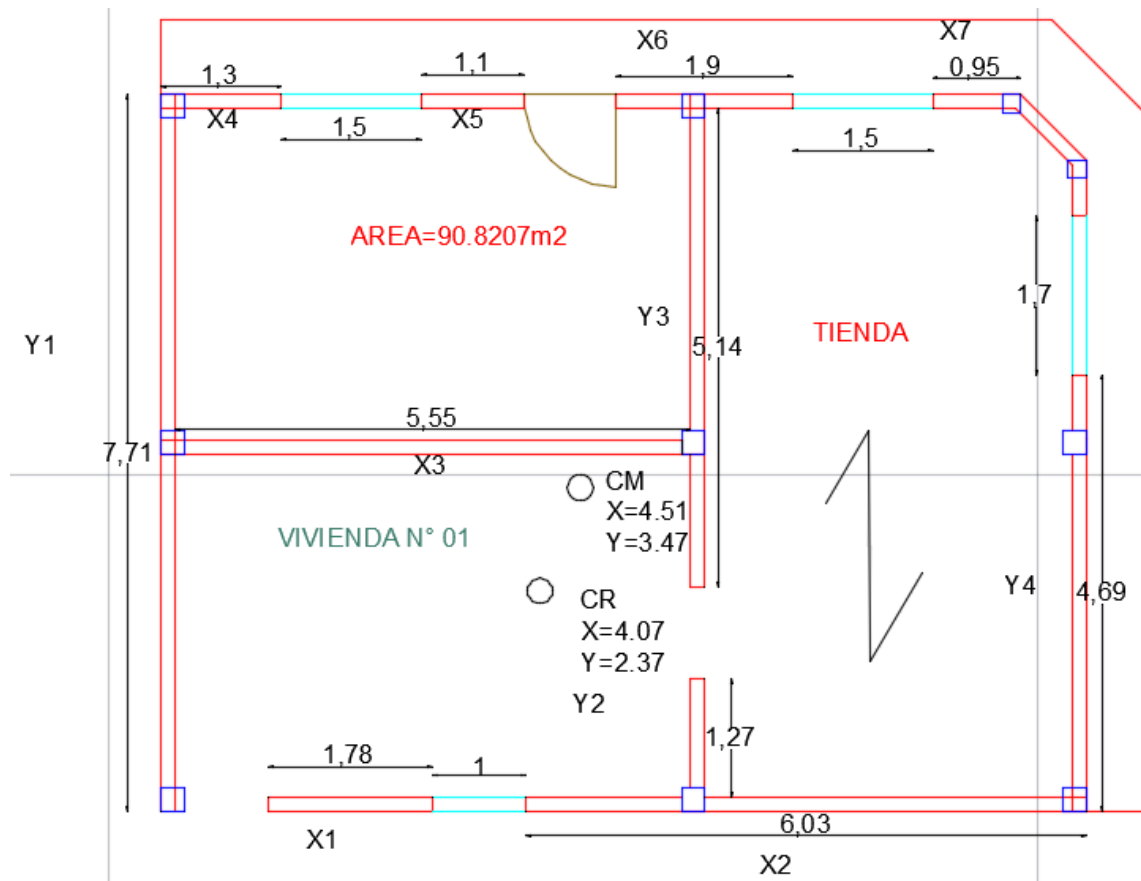 X6
X7
1,3
1,1
1,9
0,95
X4
1,5
X5
1,5
AREA=90.8207m2
Y1
Y3
1,7
TIENDA
5,14
5,55
7,71
X3
CM
X=4.51
Y=3.47
VIVIENDA N° 01
CR
X=4.07
Y=2.37
Y4
4,69
Y2
1,27
1,78
1
X1
6,03
X2